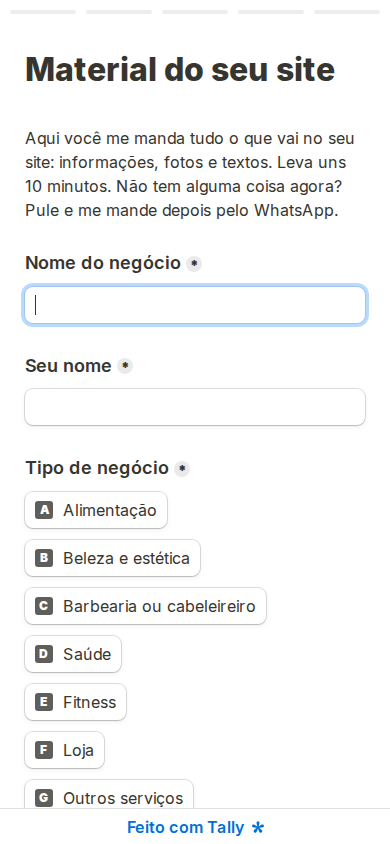 Material do seu site
Aqui você me manda tudo o que vai no seu
site: informações, fotos e textos. Leva uns
10 minutos. Não tem alguma coisa agora?
Pule e me mande depois pelo WhatsApp.
Nome do negócio *
Seu nome *
Tipo de negócio *
A Alimentação
B Beleza e estética
C Barbearia ou cabeleireiro
D Saúde
E Fitness
F Loja
G Outros serviços
Feito com Tally